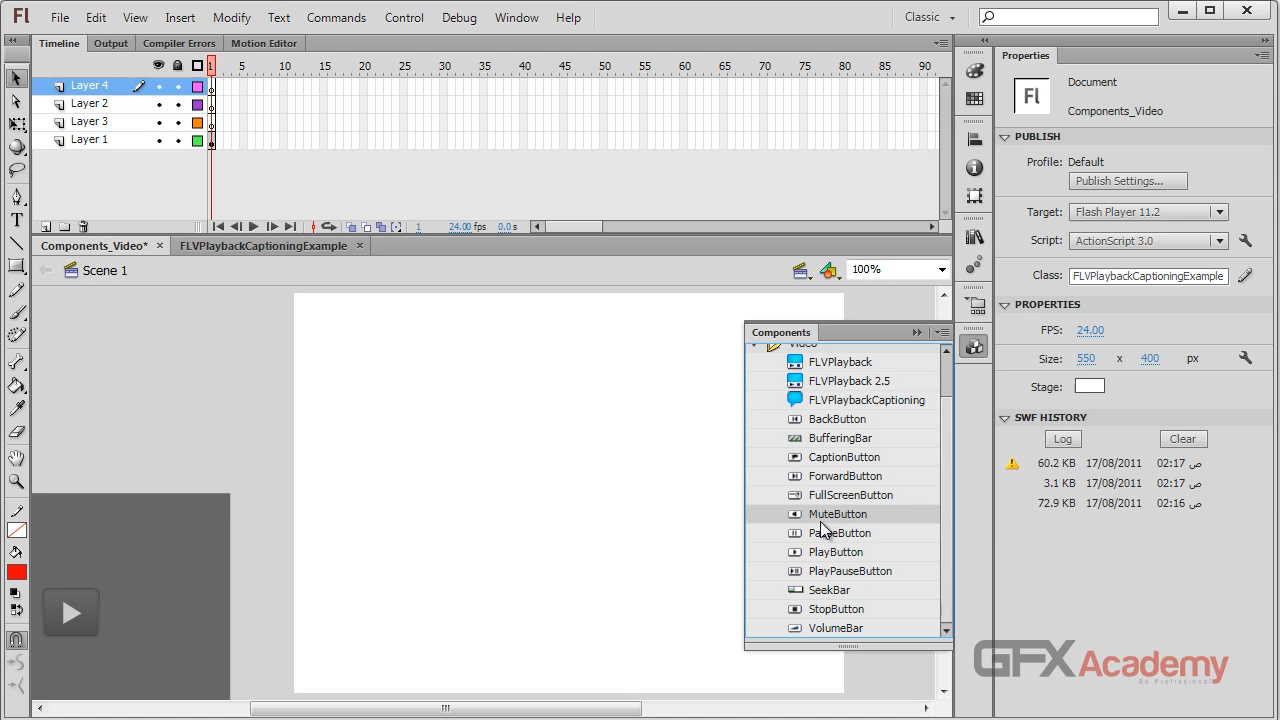 Fl File Edit View Insert Modify Text Commands Control Debug Window Help Classic
Timeline Output Compiler Errors Motion Editor
1 5 10 15 20 25 30 35 40 45 50 55 60 65 70 75 80 85 90
Layer 4
Layer 2
Layer 3
Layer 1
1 24.00 fps 0.0 s
Components_Video* × FLVPlaybackCaptioningExample ×
Scene 1 100%
Components
Video
FLVPlayback
FLVPlayback 2.5
FLVPlaybackCaptioning
BackButton
BufferingBar
CaptionButton
ForwardButton
FullScreenButton
MuteButton
PauseButton
PlayButton
PlayPauseButton
SeekBar
StopButton
VolumeBar
Properties
Fl
Document
Components_Video
PUBLISH
Profile: Default
Publish Settings...
Target: Flash Player 11.2
Script: ActionScript 3.0
Class: FLVPlaybackCaptioningExample
PROPERTIES
FPS: 24.00
Size: 550 x 400 px
Stage:
SWF HISTORY
Log Clear
60.2 KB 17/08/2011 02:17 ص
3.1 KB 17/08/2011 02:17 ص
72.9 KB 17/08/2011 02:16 ص
GFXAcademy
Be Professional